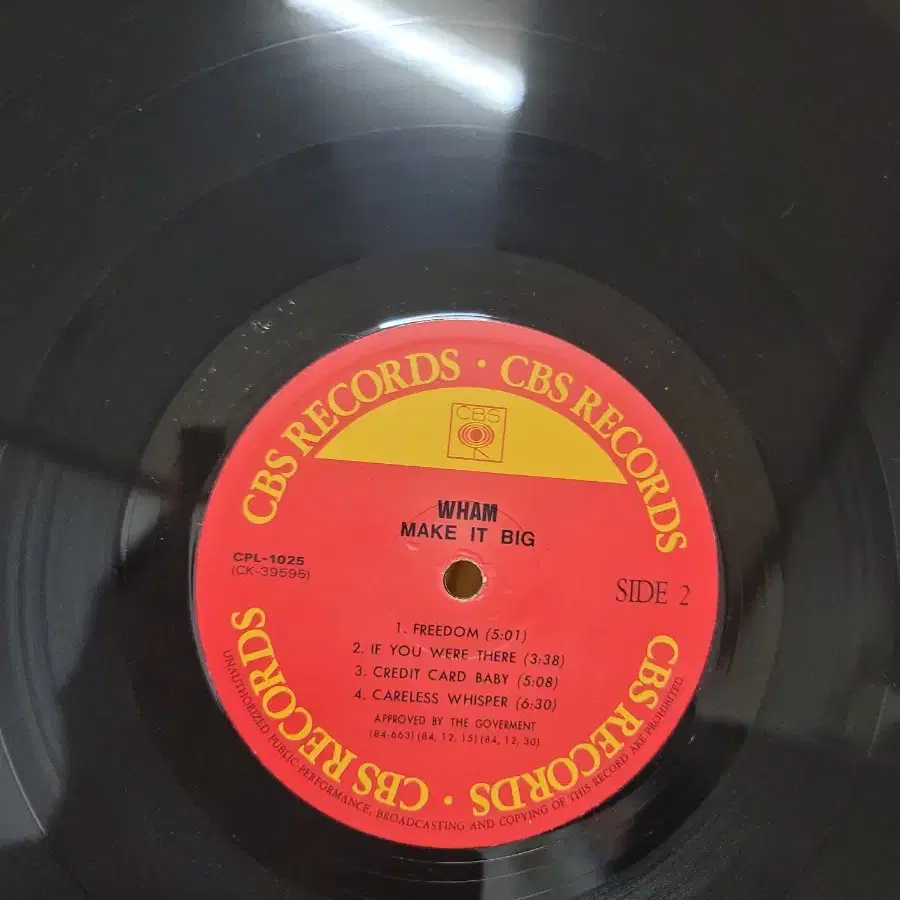 CBS RECORDS · CBS RECORDS
CBS
WHAM
MAKE IT BIG
CPL-1025
(CK-39595)
SIDE 2
1. FREEDOM (5:01)
2. IF YOU WERE THERE (3:38)
3. CREDIT CARD BABY (5:08)
4. CARELESS WHISPER (6:30)
APPROVED BY THE GOVERMENT
(84-663) (84, 12, 15) (84, 12, 30)
CBS RECORDS · CBS RECORDS
UNAUTHORIZED PUBLIC PERFORMANCE, BROADCASTING AND COPYING OF THIS RECORD ARE PROHIBITED